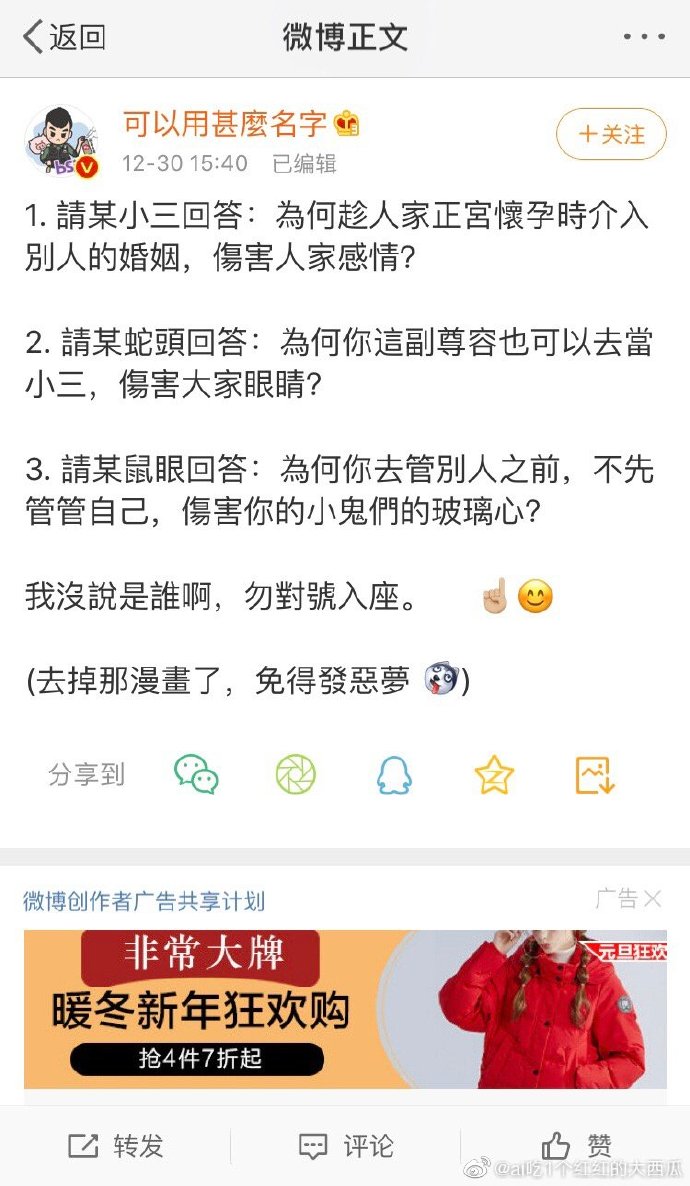 返回
微博正文
可以用甚麼名字
+关注
12-30 15:40 已编辑
1. 請某小三回答：為何趁人家正宮懷孕時介入
別人的婚姻，傷害人家感情？
2. 請某蛇頭回答：為何你這副尊容也可以去當
小三，傷害大家眼睛？
3. 請某鼠眼回答：為何你去管別人之前，不先
管管自己，傷害你的小鬼們的玻璃心？
我沒說是誰啊，勿對號入座。 ☝🏼😊
(去掉那漫畫了，免得發惡夢 )
分享到
微博创作者广告共享计划
广告
非常大牌
元旦狂欢
暖冬新年狂欢购
抢4件7折起
转发
评论
赞
@ai吃1个红红的大西瓜